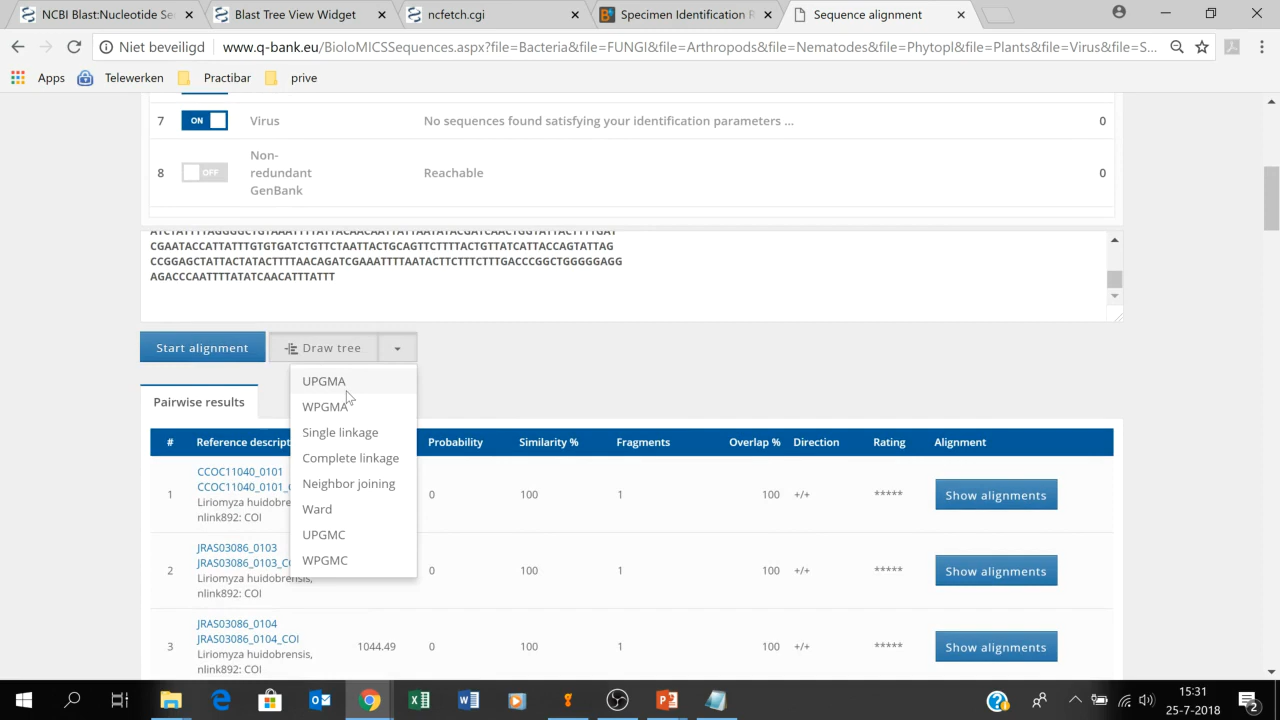 NCBI Blast:Nucleotide Se
Blast Tree View Widget
ncfetch.cgi
Specimen Identification R
Sequence alignment
Niet beveiligd
www.q-bank.eu/BioloMICSSequences.aspx?file=Bacteria&file=FUNGI&file=Arthropods&file=Nematodes&file=Phytopl&file=Plants&file=Virus&file=S...
Apps
Telewerken
Practibar
prive
7 ON Virus No sequences found satisfying your identification parameters ... 0
8 OFF Non-
redundant
GenBank
Reachable 0
CGAATACCATTATTTGTGTGATCTGTTCTAATTACTGCAGTTCTTTTACTGTTATCATTACCAGTATTAG
CCGGAGCTATTACTATACTTTTAACAGATCGAAATTTTAATACTTCTTTCTTTGACCCGGCTGGGGGAGG
AGACCCAATTTTATATCAACATTTATTT
Start alignment
Draw tree
UPGMA
WPGMA
Single linkage
Complete linkage
Neighbor joining
Ward
UPGMC
WPGMC
Pairwise results
# Reference descript Probability Similarity % Fragments Overlap % Direction Rating Alignment
1 CCOC11040_0101
CCOC11040_0101_C
Liriomyza huidobrensis,
nlink892: COI
0 100 1 100 +/+ ***** Show alignments
2 JRAS03086_0103
JRAS03086_0103_CO
Liriomyza huidobrensis,
nlink892: COI
0 100 1 100 +/+ ***** Show alignments
3 JRAS03086_0104
JRAS03086_0104_COI
Liriomyza huidobrensis,
nlink892: COI
1044.49 0 100 1 100 +/+ ***** Show alignments
15:31
25-7-2018
2